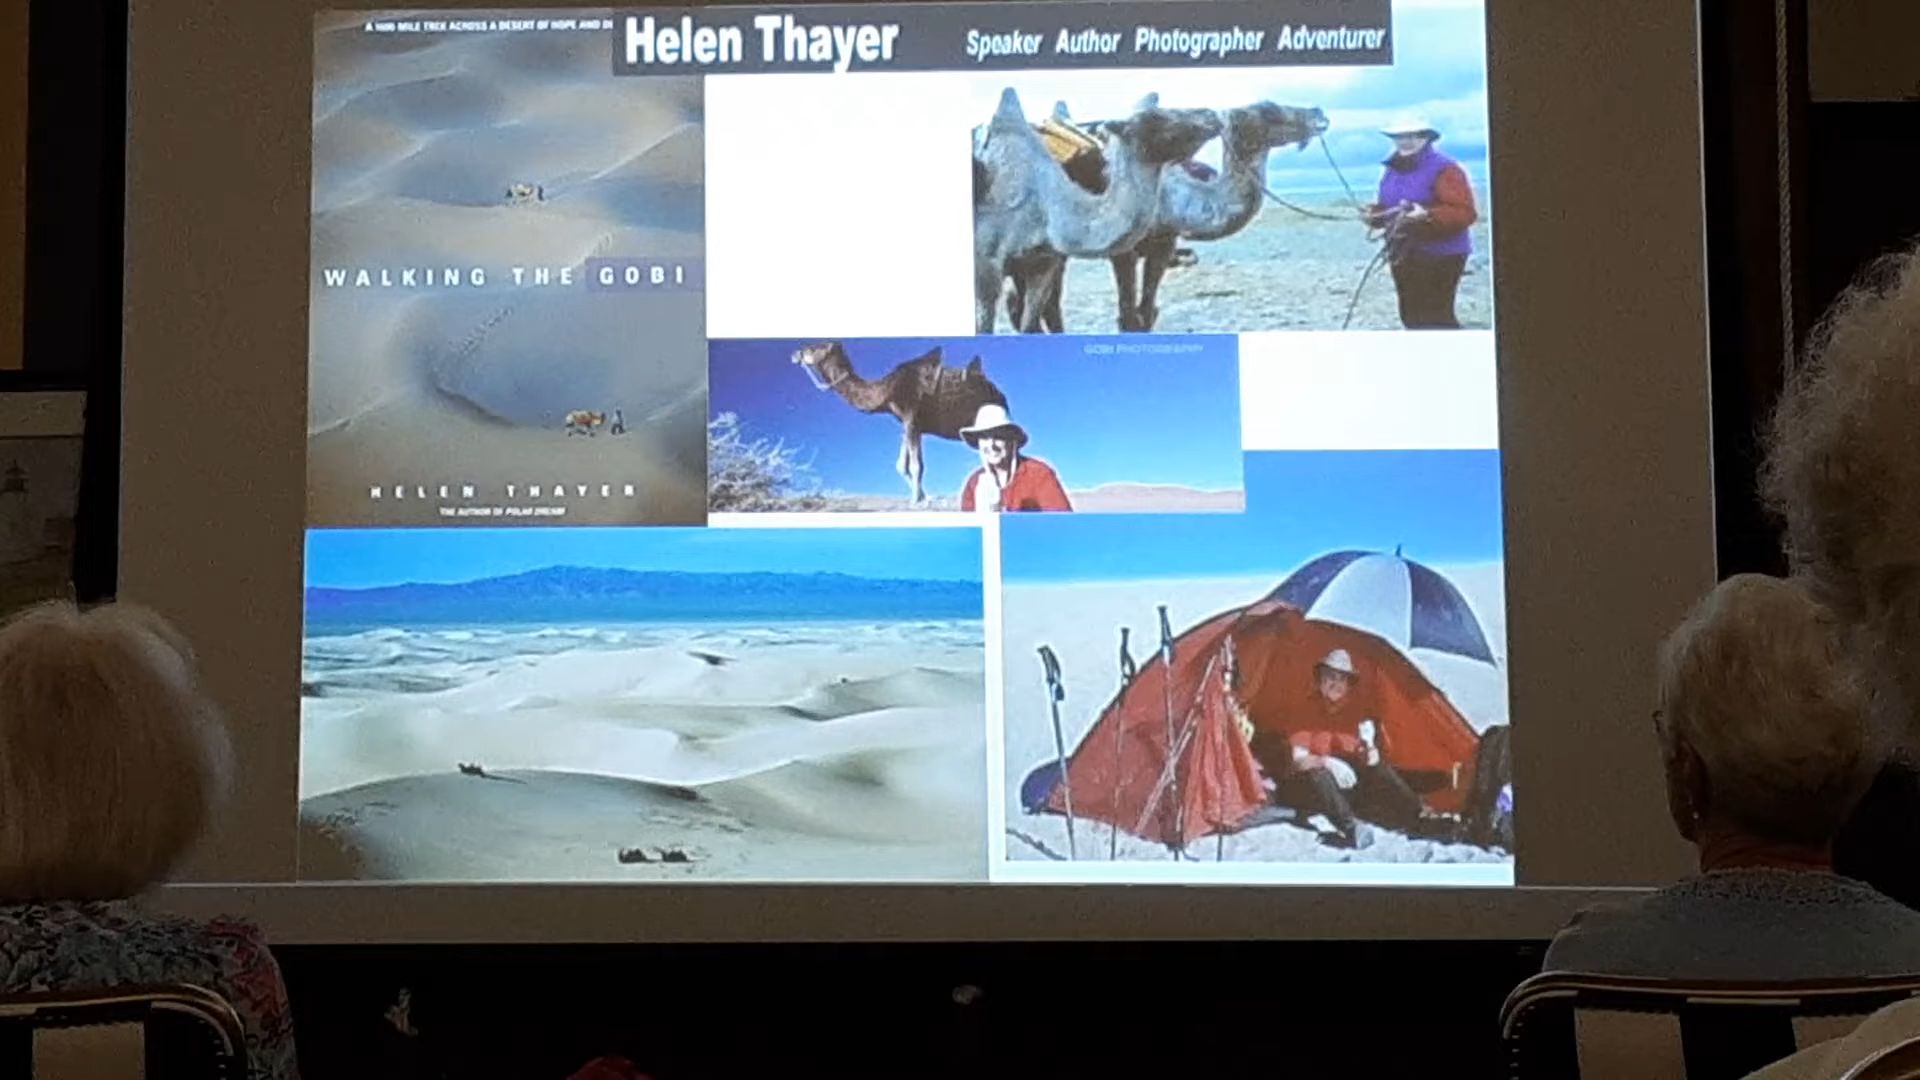 A 1600 MILE TREK ACROSS A DESERT OF HOPE AND
Helen Thayer
Speaker Author Photographer Adventurer
WALKING THE GOBI
GOBI PHOTOGRAPHY
HELEN THAYER
THE AUTHOR OF POLAR DREAM